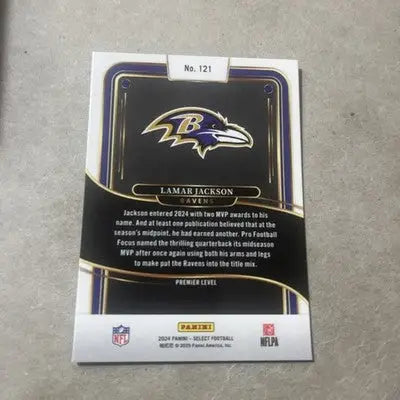 No. 121
B
LAMAR JACKSON
RAVENS
Jackson entered 2024 with two MVP awards to his
name. And at least one publication believed that at
the season's midpoint, he had earned another. Pro Football
Focus named the thrilling quarterback its midseason
MVP after once again using both his arms and legs
to make put the Ravens into the title mix.
PREMIER LEVEL
NFL
PANINI
NFLPA
2024 PANINI – SELECT FOOTBALL
© 2025 Panini America, Inc.